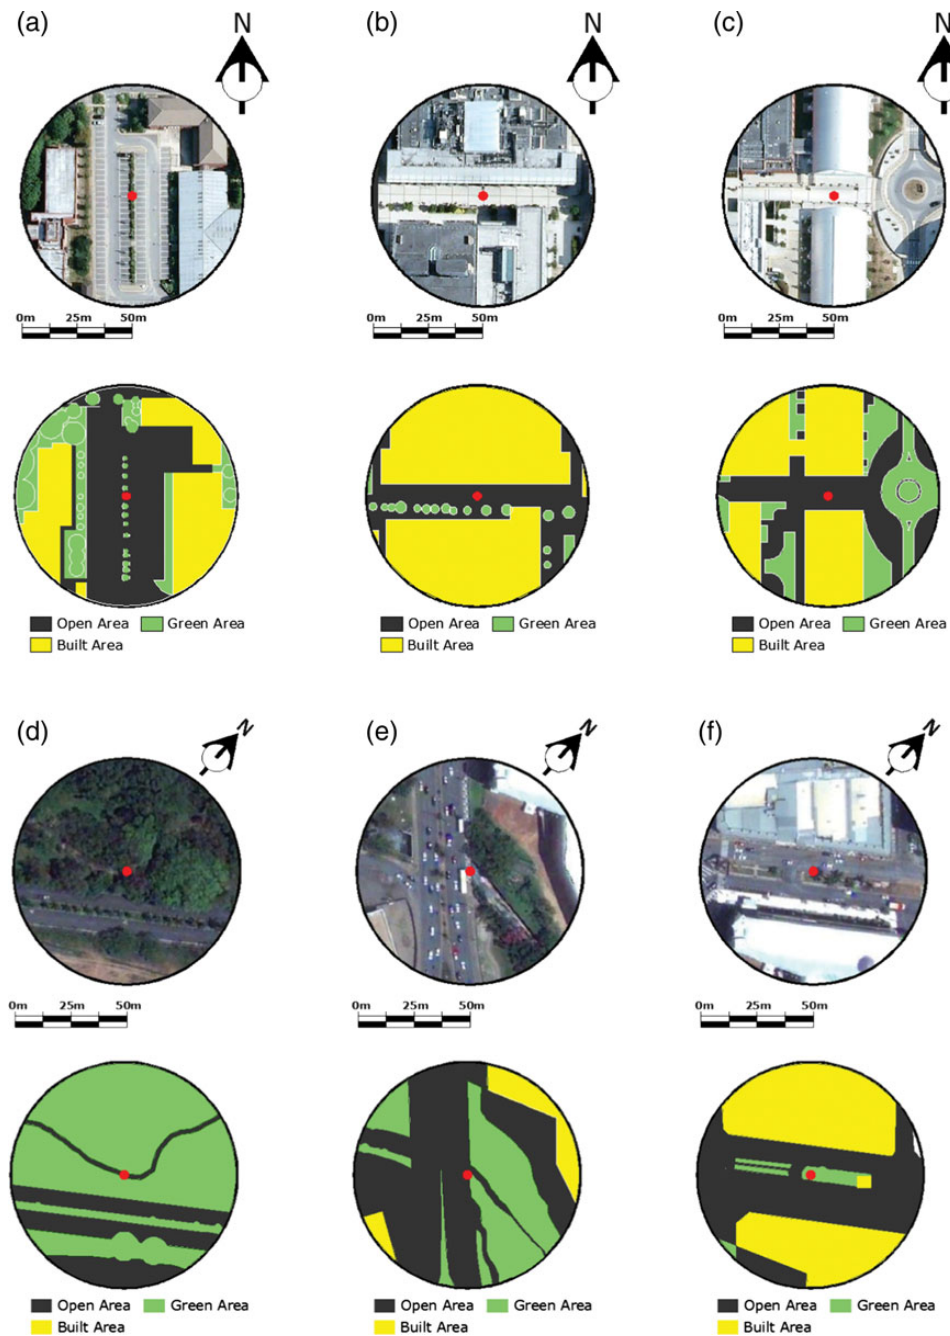 (a) N (b) N (c) N
0m 25m 50m 0m 25m 50m 0m 25m 50m
Open Area Green Area Open Area Green Area Open Area Green Area
Built Area Built Area Built Area
(d) N (e) N (f) N
0m 25m 50m 0m 25m 50m 0m 25m 50m
Open Area Green Area Open Area Green Area Open Area Green Area
Built Area Built Area Built Area